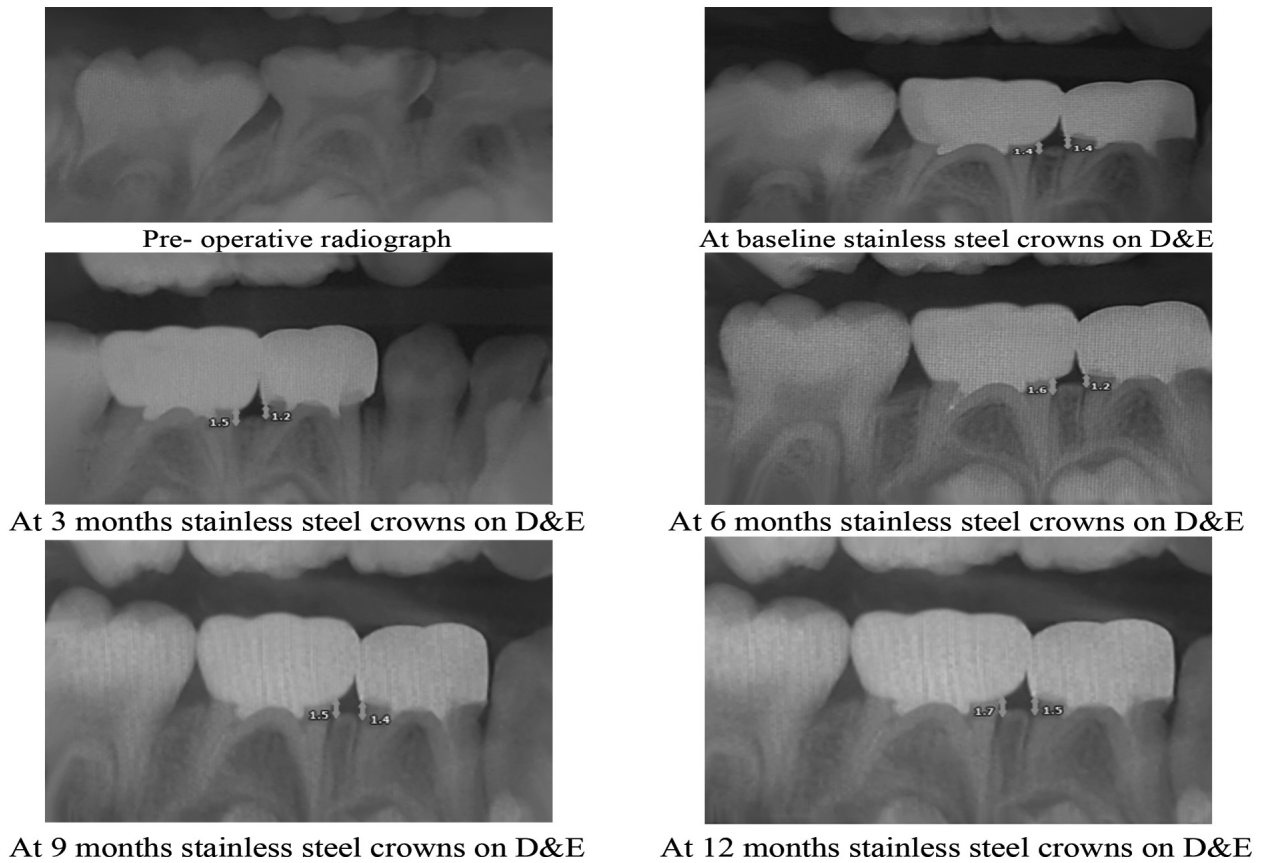 1.4 1.4
Pre- operative radiograph
At baseline stainless steel crowns on D&E
1.5 1.2
1.6 1.2
At 3 months stainless steel crowns on D&E
At 6 months stainless steel crowns on D&E
1.5 1.4
1.7 1.5
At 9 months stainless steel crowns on D&E
At 12 months stainless steel crowns on D&E